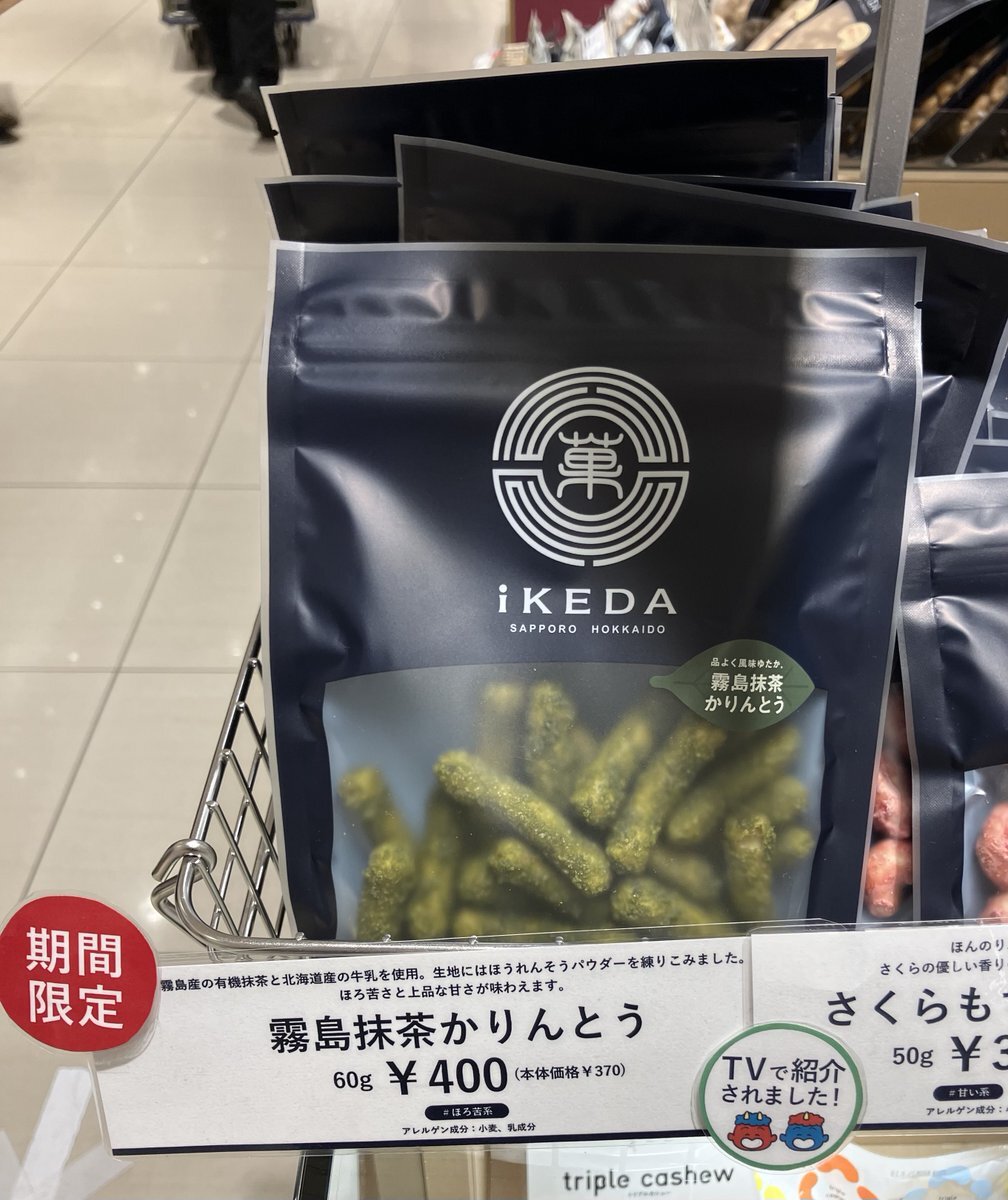 菓
iKEDA
SAPPORO HOKKAIDO
品よく風味ゆたか。
霧島抹茶
かりんとう
期間
限定
霧島産の有機抹茶と北海道産の牛乳を使用。生地にはほうれんそうパウダーを練りこみました。
ほろ苦さと上品な甘さが味わえます。
霧島抹茶かりんとう
60g ¥400 (本体価格¥370)
#ほろ苦系
アレルゲン成分:小麦、乳成分
TVで紹介
されました!
ほんのり
さくらの優しい香り
さくらも
50g ¥3
#甘い系
アレルゲン成分:
triple cashew